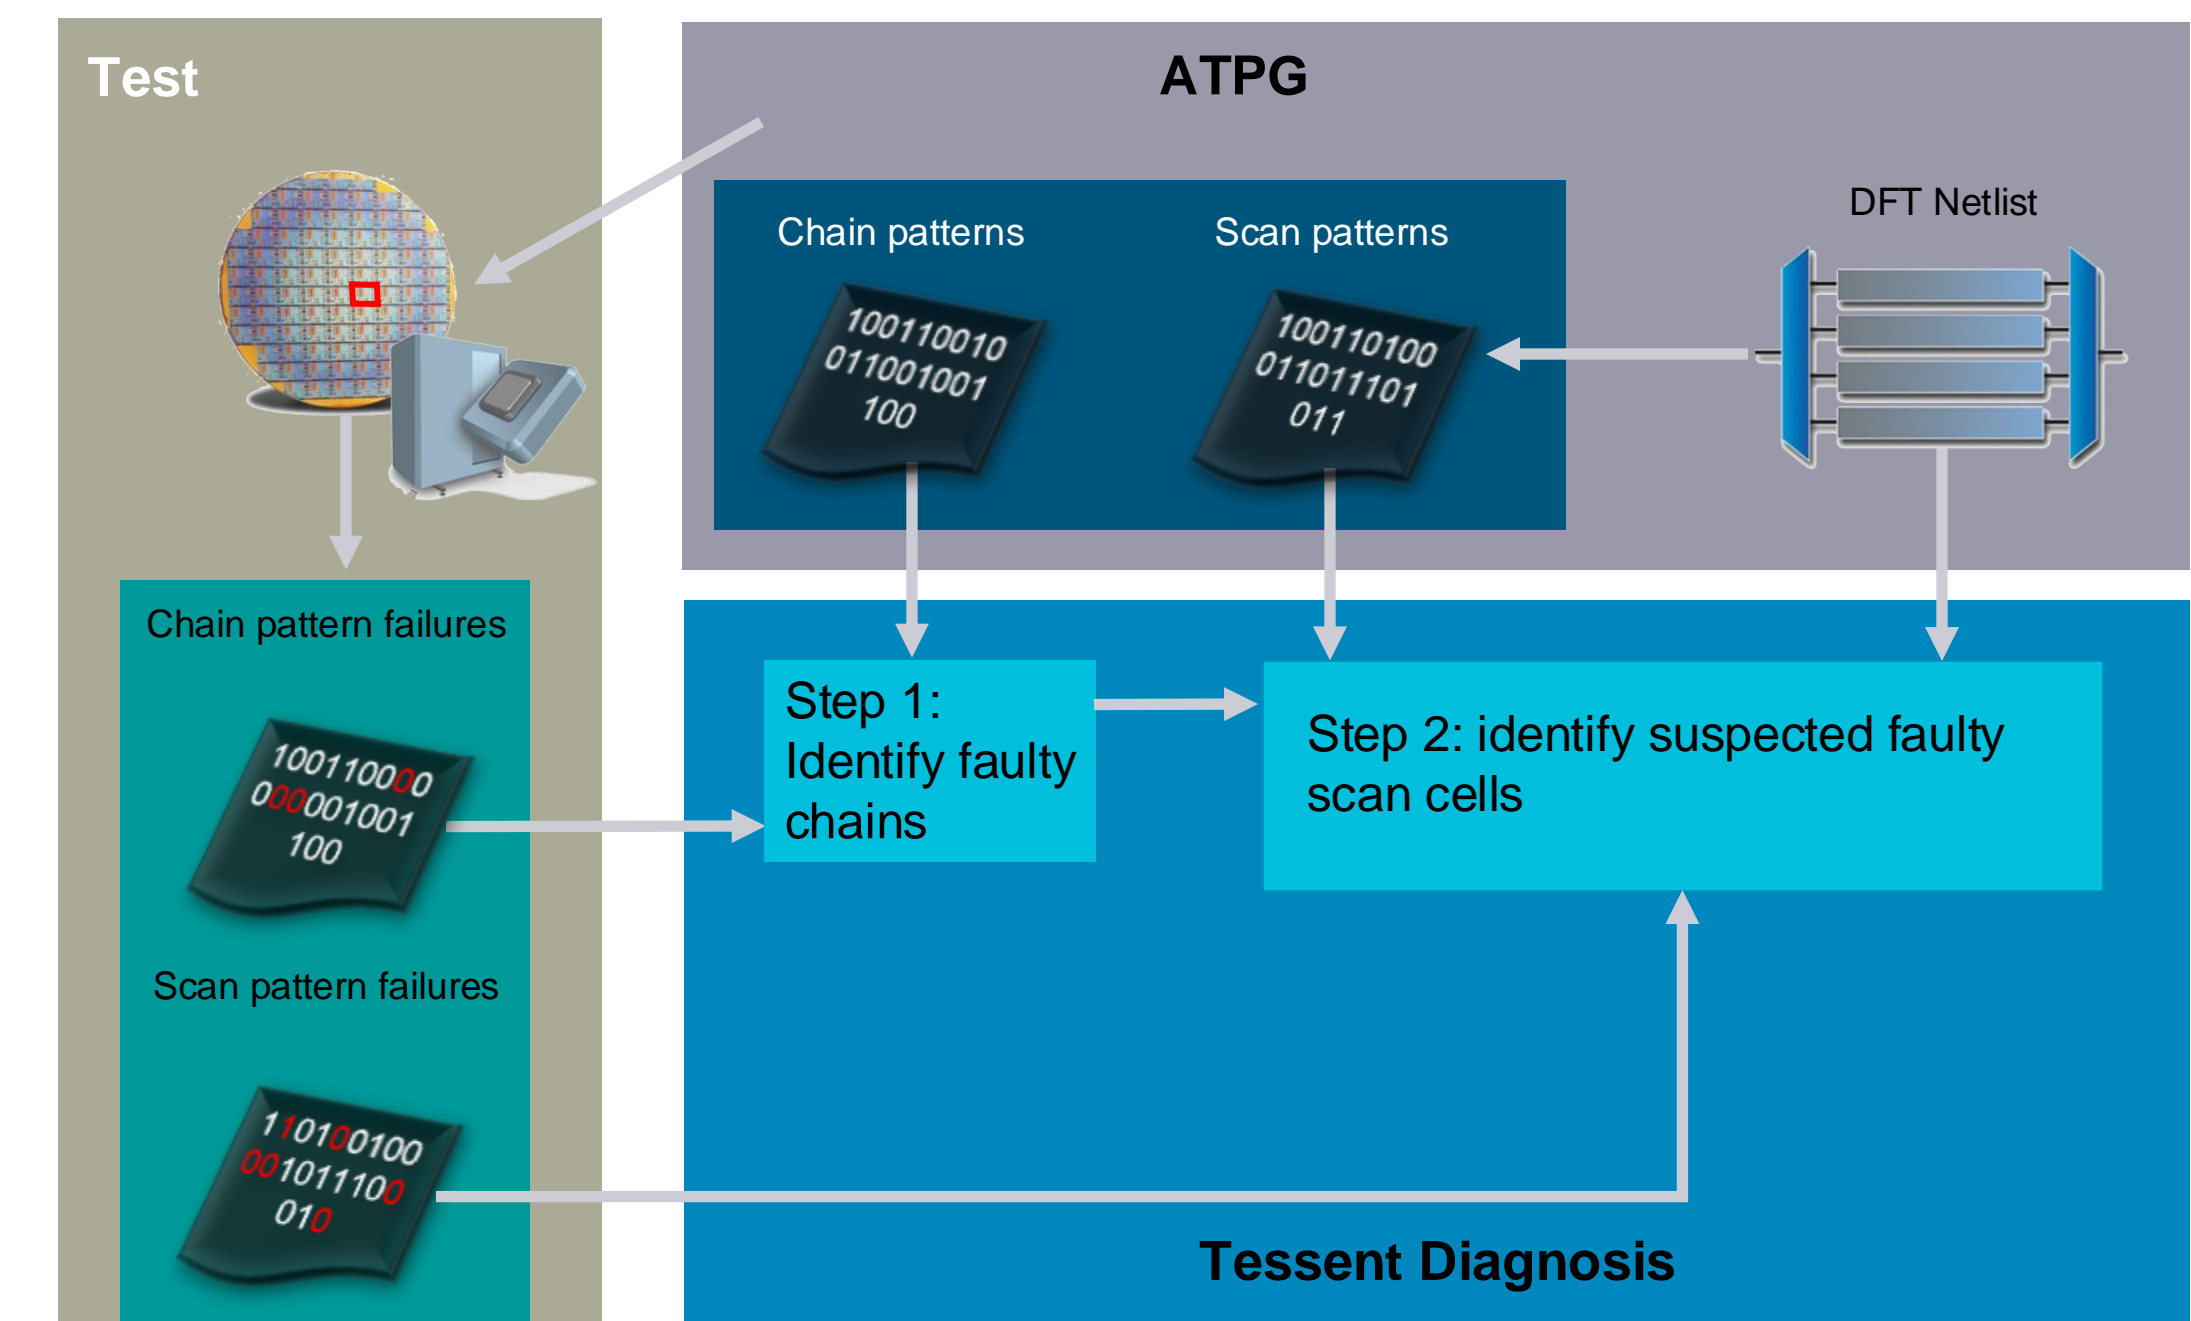 Test
ATPG
Chain patterns
Scan patterns
DFT Netlist
100110010
011001001
100
100110100
011011101
011
Chain pattern failures
100110000
000001001
100
Scan pattern failures
110100100
001011100
010
Step 1:
Identify faulty
chains
Step 2: identify suspected faulty
scan cells
Tessent Diagnosis